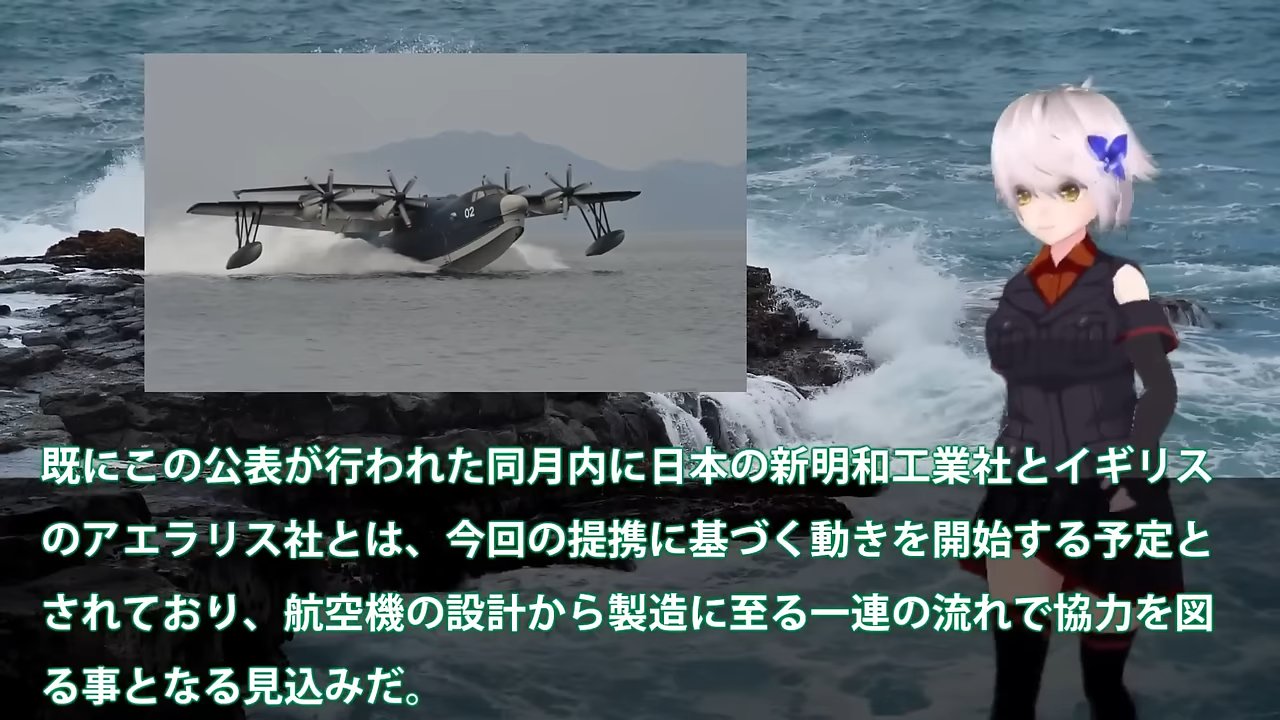 02
既にこの公表が行われた同月内に日本の新明和工業社とイギリス
のアエラリス社とは、今回の提携に基づく動きを開始する予定と
されており、航空機の設計から製造に至る一連の流れで協力を図
る事となる見込みだ。